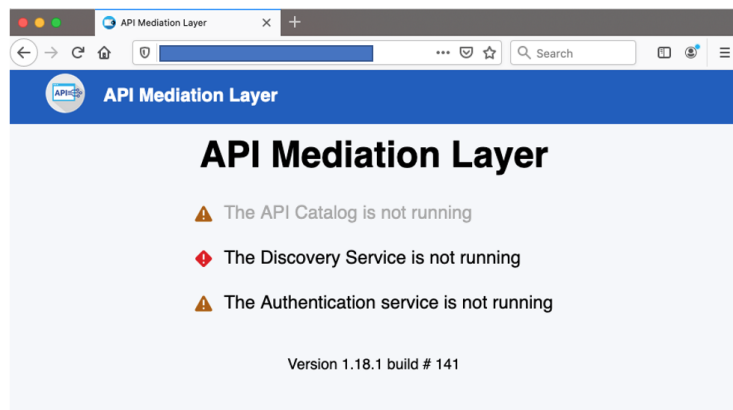 API Mediation Layer
Search
API
API Mediation Layer
API Mediation Layer
The API Catalog is not running
The Discovery Service is not running
The Authentication service is not running
Version 1.18.1 build # 141